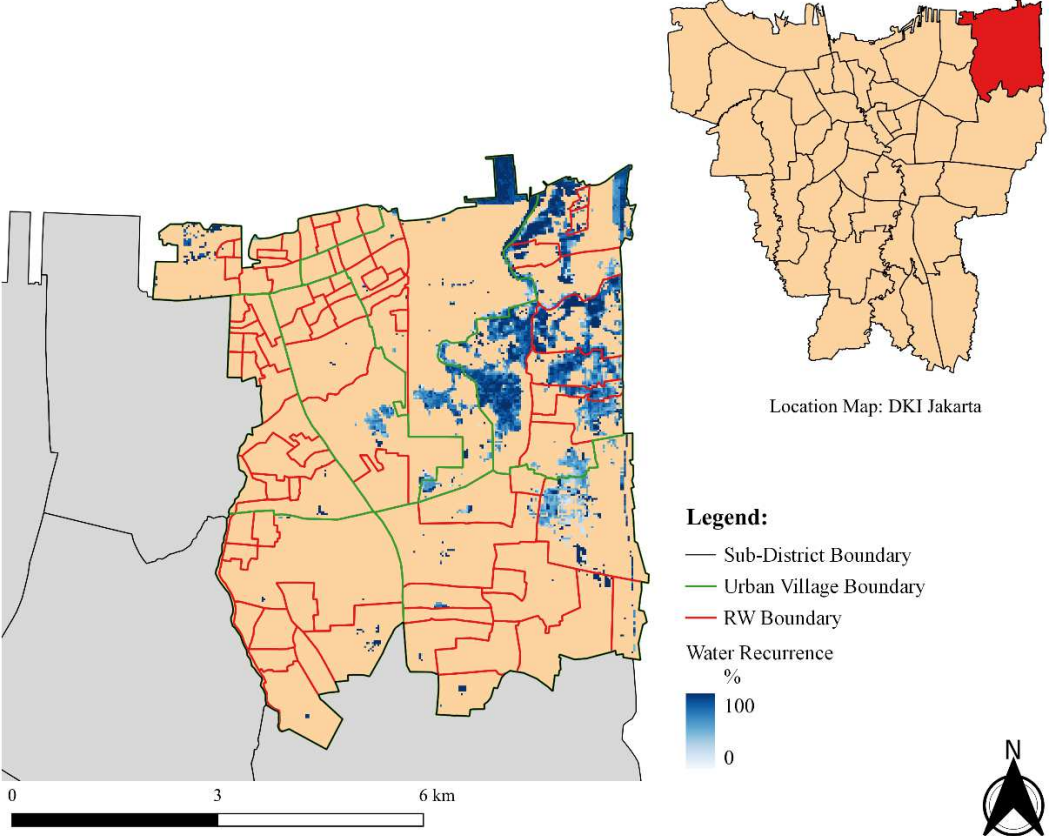 Location Map: DKI Jakarta
Legend:
Sub-District Boundary
Urban Village Boundary
RW Boundary
Water Recurrence
%
100
0
N
0 3 6 km